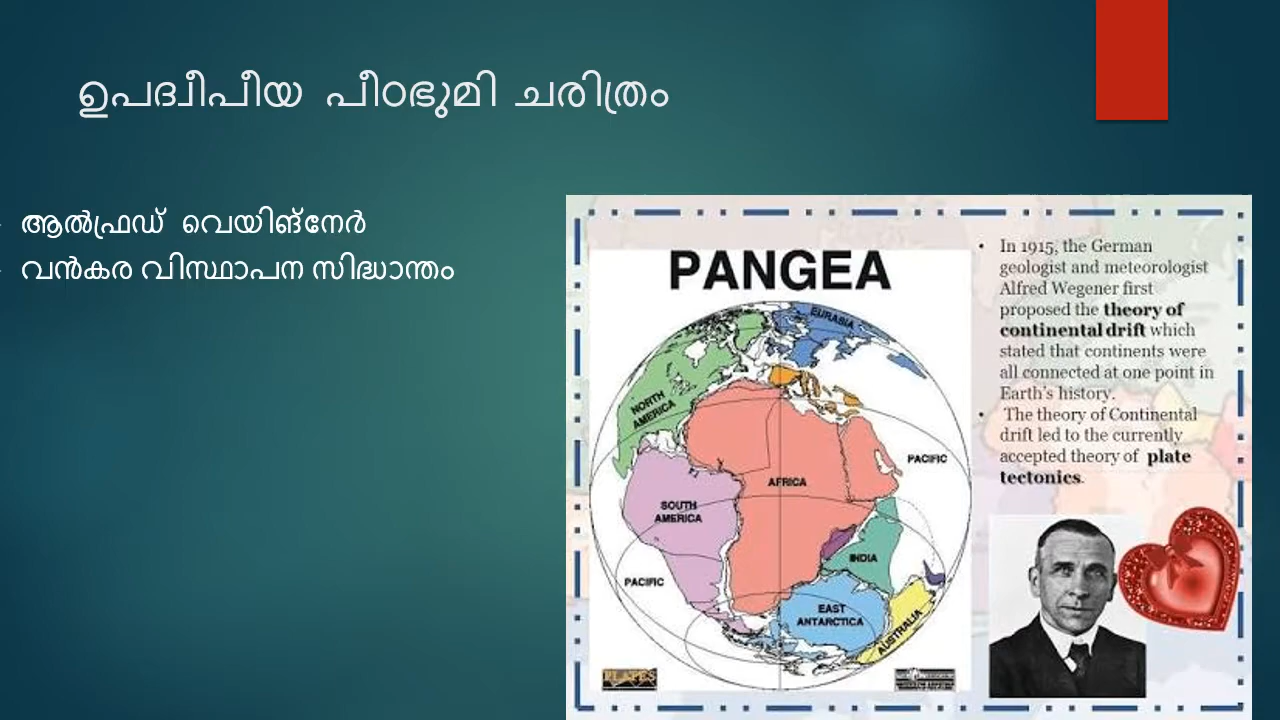 ഉപദ്വീപീയ പീഠഭുമി ചരിത്രം
ആൽഫ്രഡ് വെയിങ്നേർ
വൻകര വിസ്ഥാപന സിദ്ധാന്തം
PANGEA
EURASIA
NORTH
AMERICA
PACIFIC
AFRICA
SOUTH
AMERICA
INDIA
PACIFIC
EAST
ANTARCTICA
AUSTRALIA
PLATES
• In 1915, the German
geologist and meteorologist
Alfred Wegener first
proposed the theory of
continental drift which
stated that continents were
all connected at one point in
Earth's history.
• The theory of Continental
drift led to the currently
accepted theory of plate
tectonics.